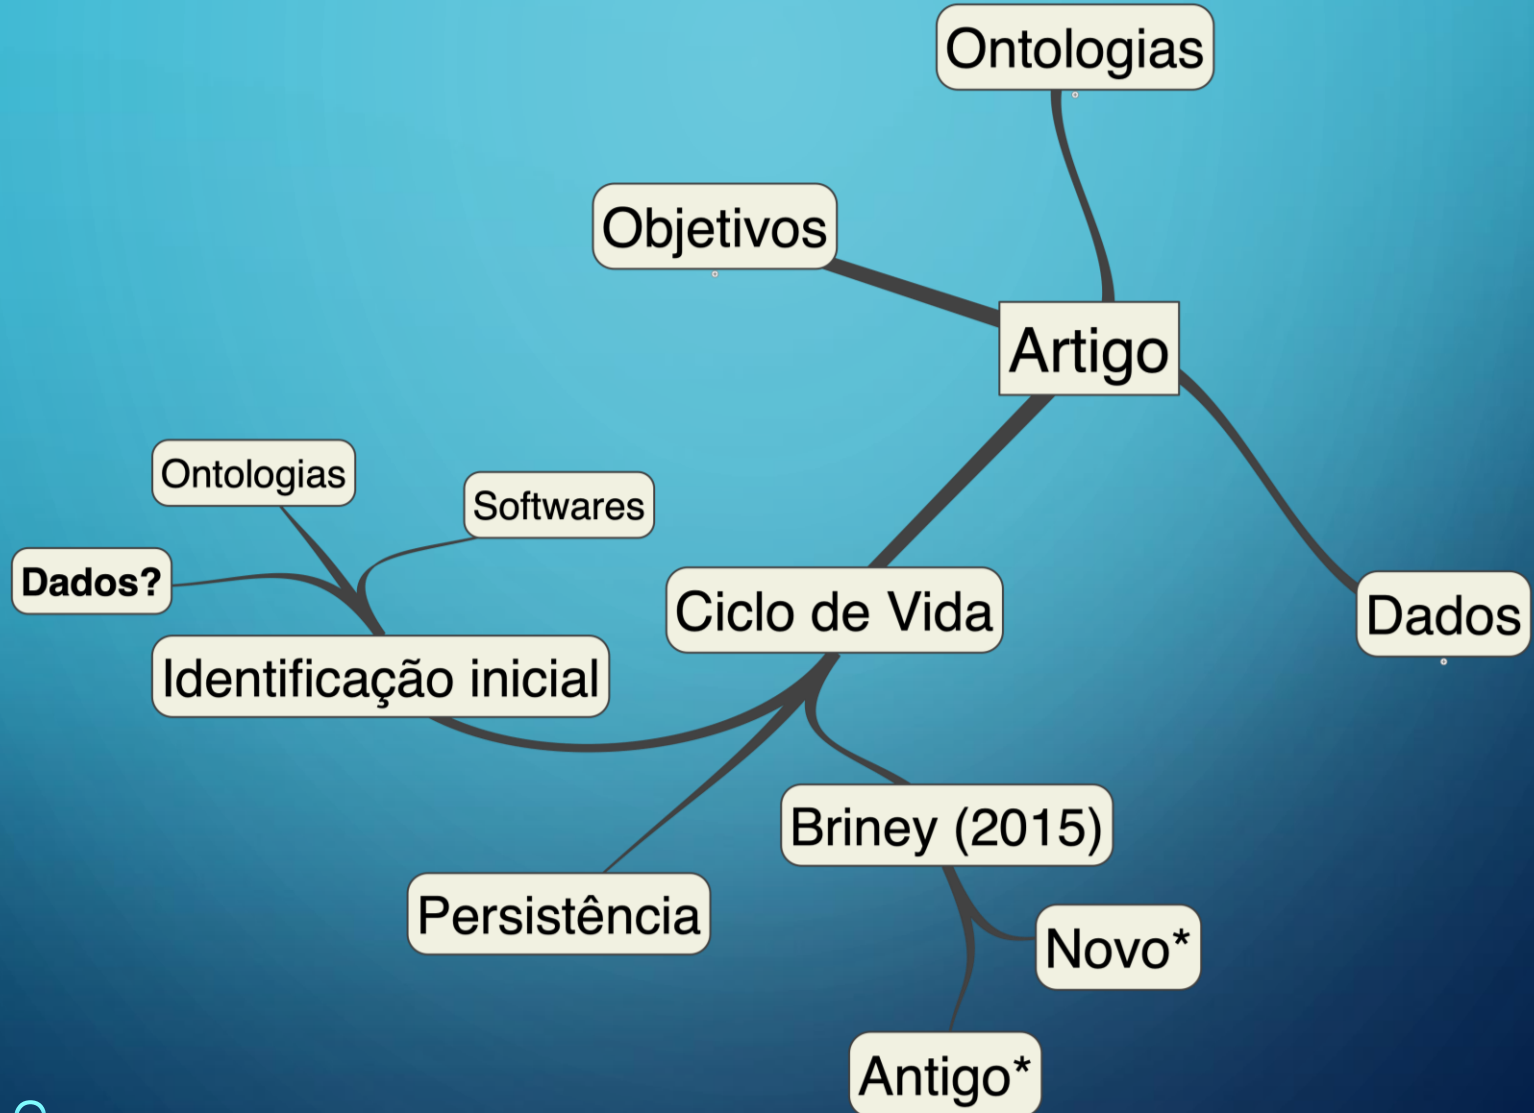 Ontologias
Objetivos
Artigo
Ontologias
Softwares
Dados?
Ciclo de Vida
Dados
Identificação inicial
Briney (2015)
Persistência
Novo*
Antigo*